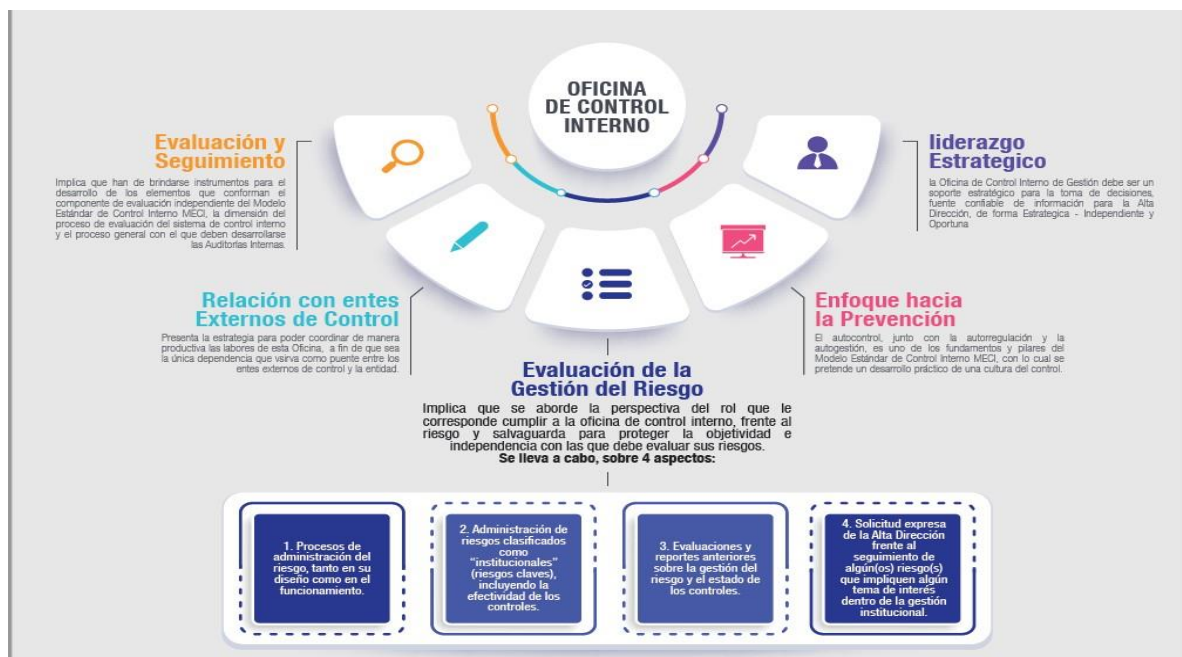 OFICINA
DE CONTROL
INTERNO
Evaluación y
Seguimiento
Implica que han de brindarse instrumentos para el
desarrollo de los elementos que conforman el
componente de evaluación independiente del Modelo
Estándar de Control Interno MECI, la dimensión del
proceso de evaluación del sistema de control interno
y el proceso general con el que deben desarrollarse
las Auditorías Internas.
liderazgo
Estrategico
la Oficina de Control Interno de Gestión debe ser un
soporte estratégico para la toma de decisiones,
fuente confiable de información para la Alta
Dirección, de forma Estrategica - Independiente y
Oportuna
Relación con entes
Externos de Control
Presenta la estrategia para poder coordinar de manera
productiva las labores de esta Oficina, a fin de que sea
la única dependencia que vsirva como puente entre los
entes externos de control y la entidad.
Enfoque hacia
la Prevención
El autocontrol, junto con la autorregulación y la
autogestión, es uno de los fundamentos y pilares del
Modelo Estándar de Control Interno MECI, con lo cual se
pretende un desarrollo práctico de una cultura del control.
Evaluación de la
Gestión del Riesgo
Implica que se aborde la perspectiva del rol que le
corresponde cumplir a la oficina de control interno, frente al
riesgo y salvaguarda para proteger la objetividad e
independencia con las que debe evaluar sus riesgos.
Se lleva a cabo, sobre 4 aspectos:
1. Procesos de
administración del
riesgo, tanto en su
diseño como en el
funcionamiento.
2. Administración de
riesgos clasificados
como
“institucionales”
(riesgos claves),
incluyendo la
efectividad de los
controles.
3. Evaluaciones y
reportes anteriores
sobre la gestión del
riesgo y el estado de
los controles.
4. Solicitud expresa
de la Alta Dirección
frente al
seguimiento de
algún(os) riesgo(s)
que impliquen algún
tema de interés
dentro de la gestión
institucional.